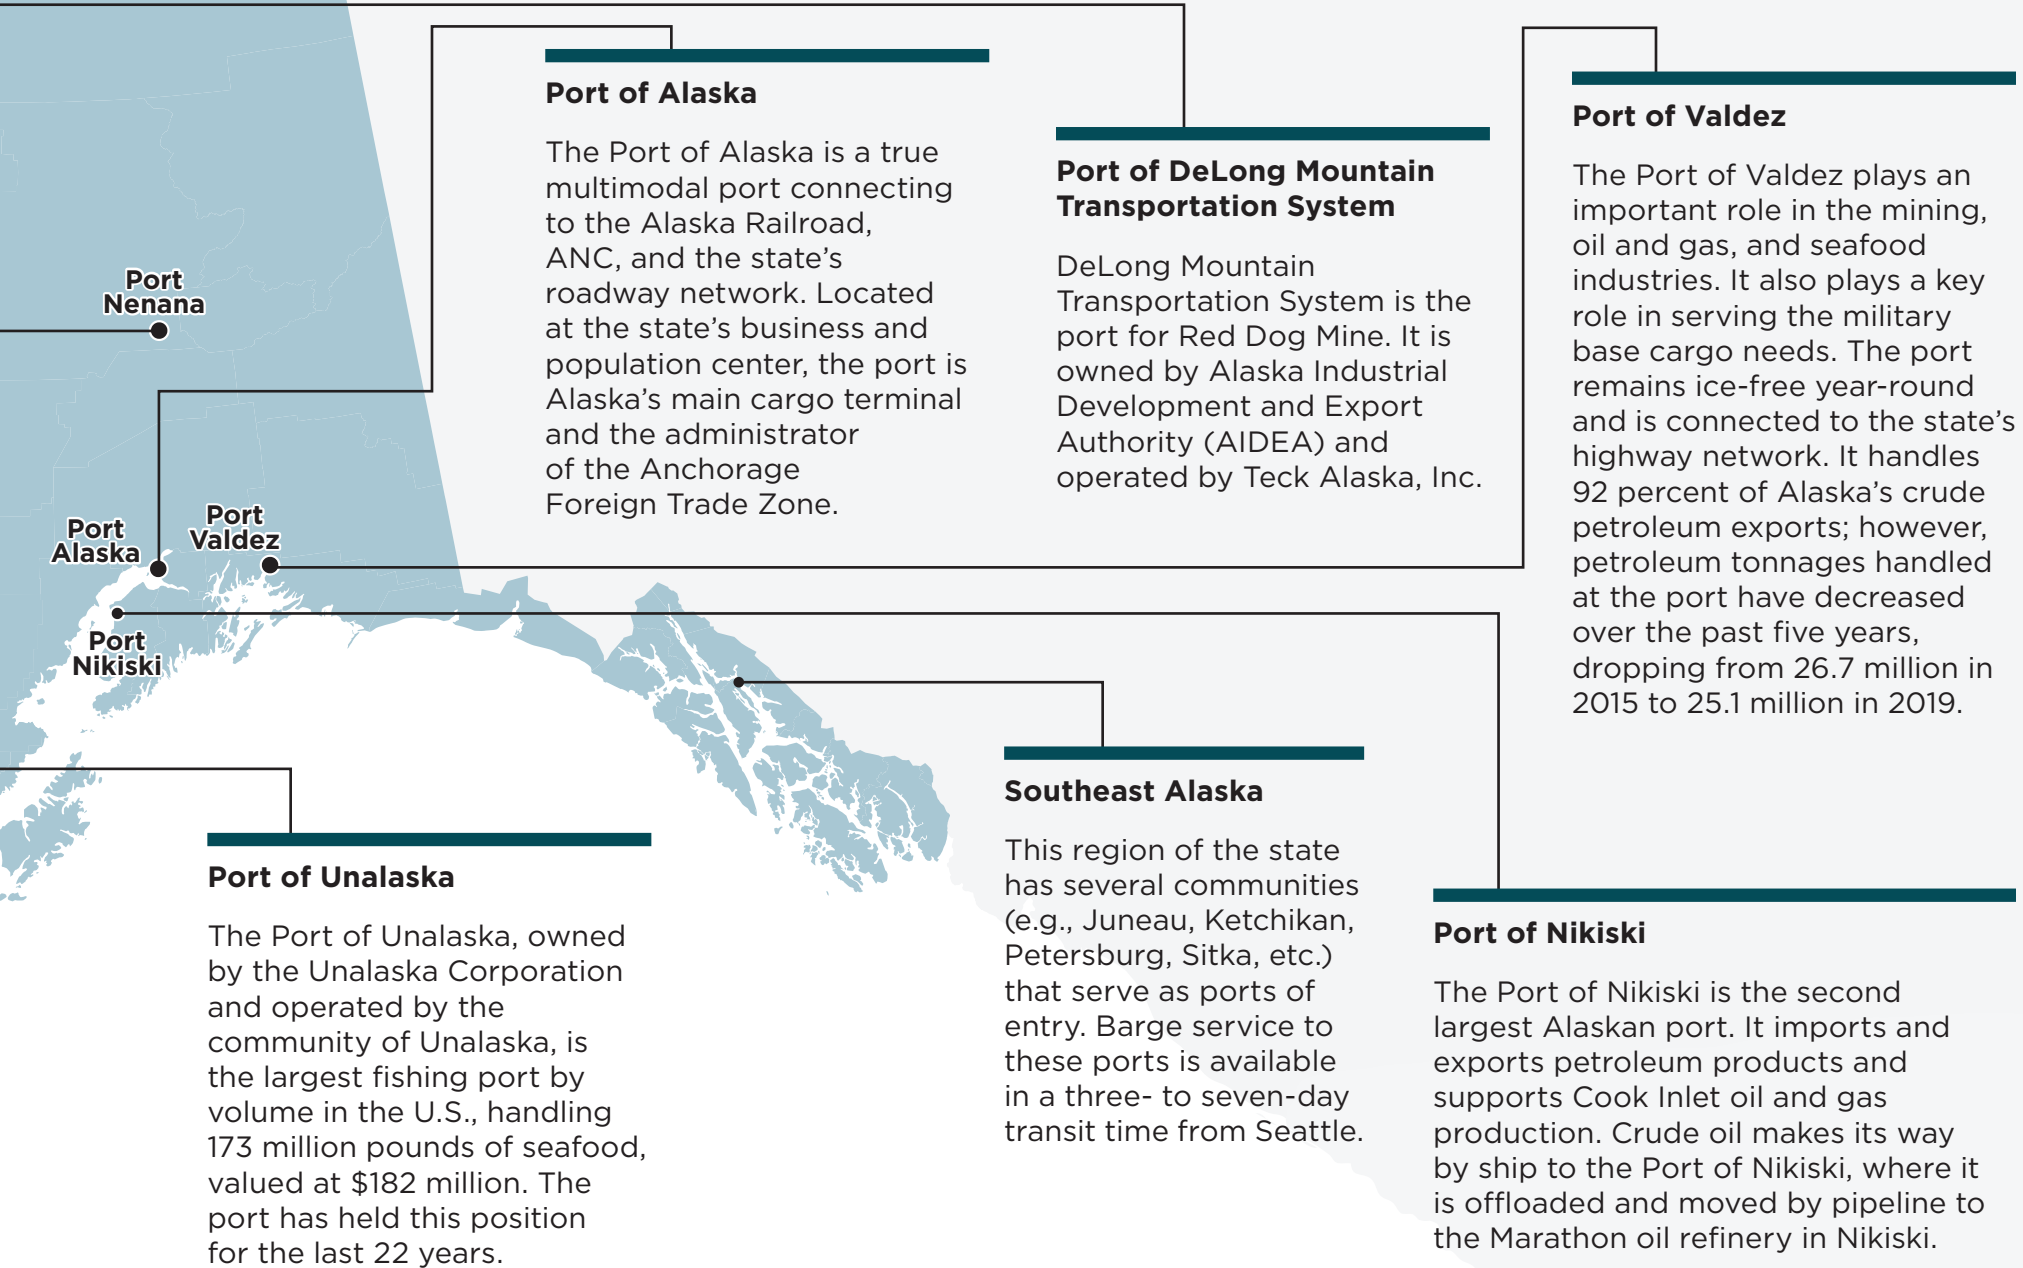 Port of Alaska
The Port of Alaska is a true
multimodal port connecting
to the Alaska Railroad,
ANC, and the state's
roadway network. Located
at the state's business and
population center, the port is
Alaska's main cargo terminal
and the administrator
of the Anchorage
Foreign Trade Zone.
Port of DeLong Mountain
Transportation System
DeLong Mountain
Transportation System is the
port for Red Dog Mine. It is
owned by Alaska Industrial
Development and Export
Authority (AIDEA) and
operated by Teck Alaska, Inc.
Port of Valdez
The Port of Valdez plays an
important role in the mining,
oil and gas, and seafood
industries. It also plays a key
role in serving the military
base cargo needs. The port
remains ice-free year-round
and is connected to the state's
highway network. It handles
92 percent of Alaska's crude
petroleum exports; however,
petroleum tonnages handled
at the port have decreased
over the past five years,
dropping from 26.7 million in
2015 to 25.1 million in 2019.
Port
Nenana
Port
Alaska
Port
Valdez
Port
Nikiski
Port of Unalaska
The Port of Unalaska, owned
by the Unalaska Corporation
and operated by the
community of Unalaska, is
the largest fishing port by
volume in the U.S., handling
173 million pounds of seafood,
valued at $182 million. The
port has held this position
for the last 22 years.
Southeast Alaska
This region of the state
has several communities
(e.g., Juneau, Ketchikan,
Petersburg, Sitka, etc.)
that serve as ports of
entry. Barge service to
these ports is available
in a three- to seven-day
transit time from Seattle.
Port of Nikiski
The Port of Nikiski is the second
largest Alaskan port. It imports and
exports petroleum products and
supports Cook Inlet oil and gas
production. Crude oil makes its way
by ship to the Port of Nikiski, where it
is offloaded and moved by pipeline to
the Marathon oil refinery in Nikiski.